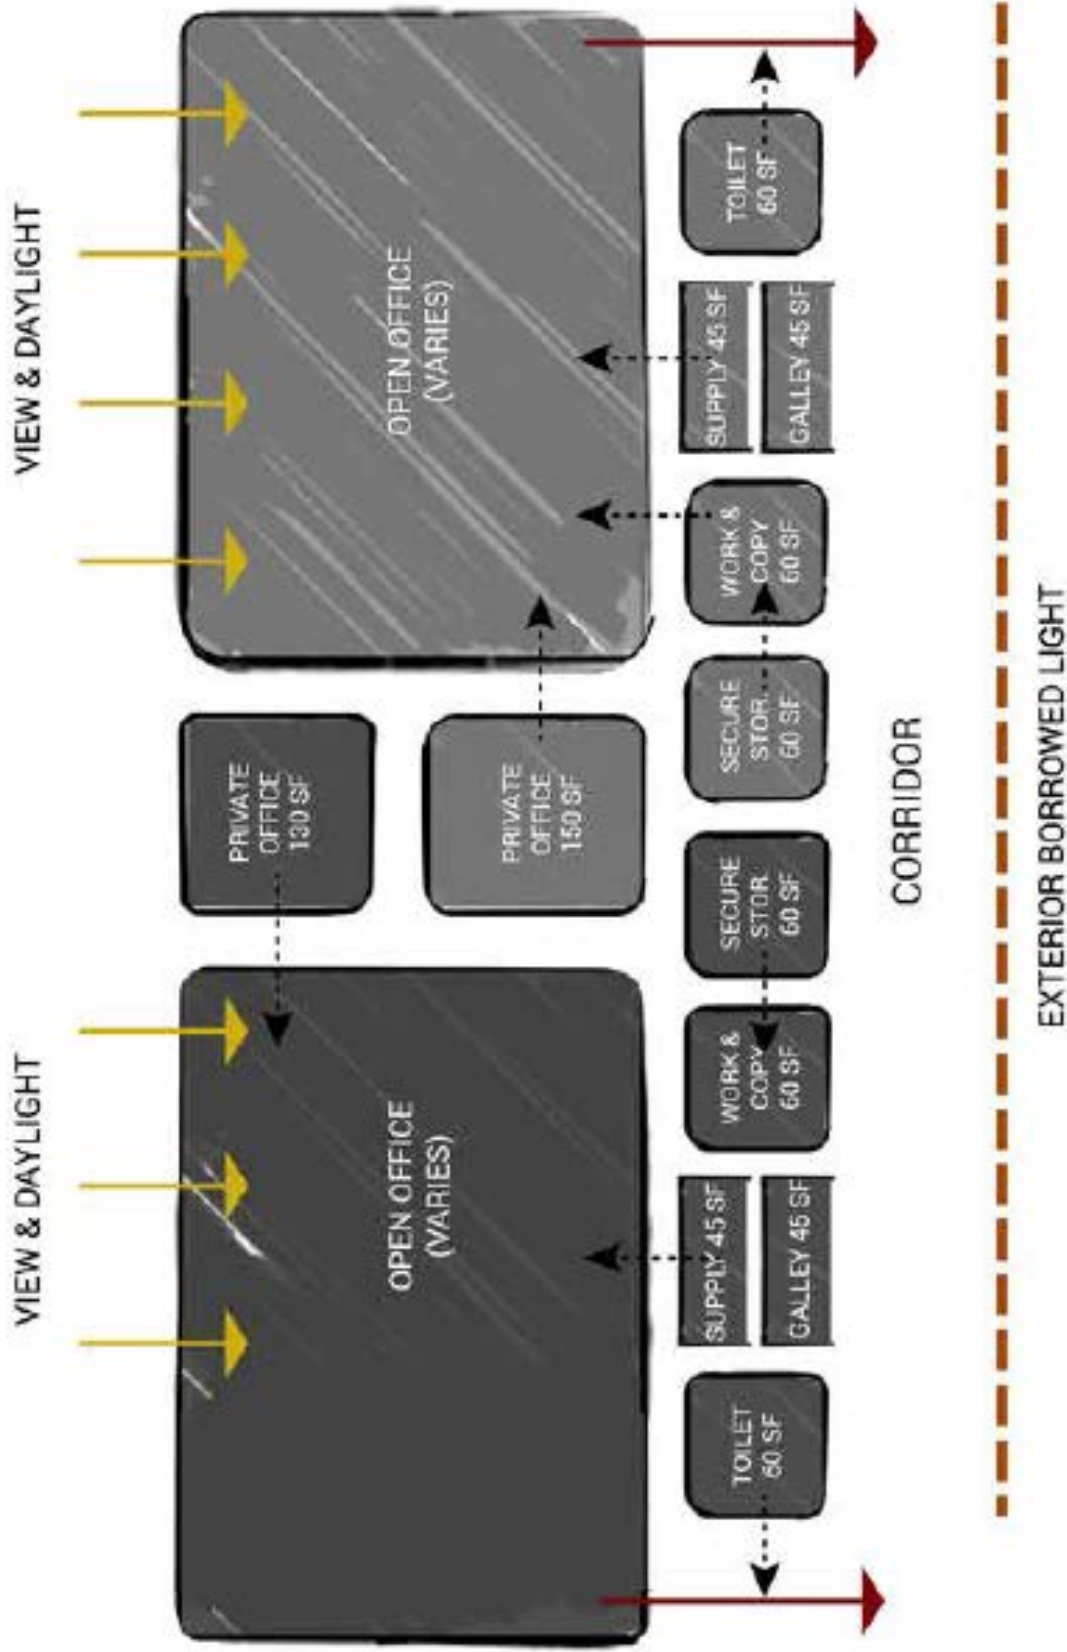 VIEW & DAYLIGHT
VIEW & DAYLIGHT
OPEN OFFICE
(VARIES)
PRIVATE
OFFICE
130 SF
PRIVATE
OFFICE
150 SF
OPEN OFFICE
(VARIES)
TOILET
60 SF
SUPPLY 45 SF
GALLEY 45 SF
WORK &
COPY
60 SF
SECURE
STOR.
60 SF
SECURE
STOR.
60 SF
WORK &
COPY
60 SF
SUPPLY 45 SF
GALLEY 45 SF
TOILET
60 SF
CORRIDOR
EXTERIOR BORROWED LIGHT